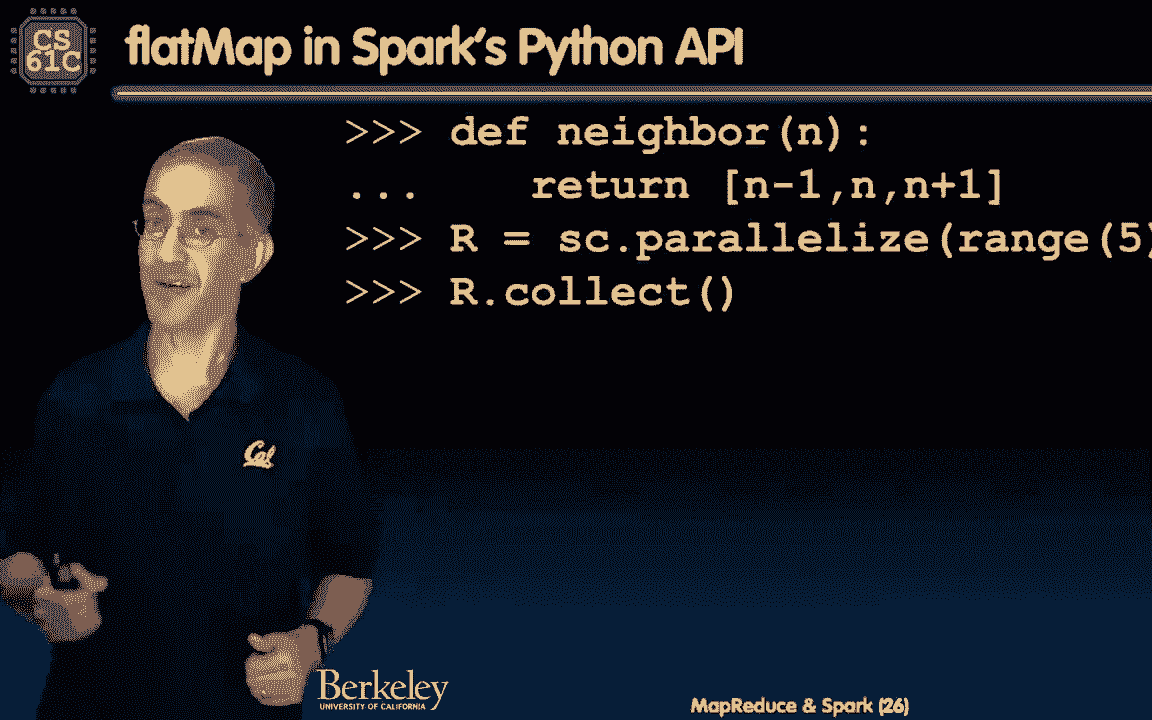 CS
61C
flatMap in Spark's Python API
>>> def neighbor(n):
... return [n-1,n,n+1]
>>> R = sc.parallelize(range(5)
>>> R.collect()
Cal
Berkeley
UNIVERSITY OF CALIFORNIA
MapReduce & Spark (26)